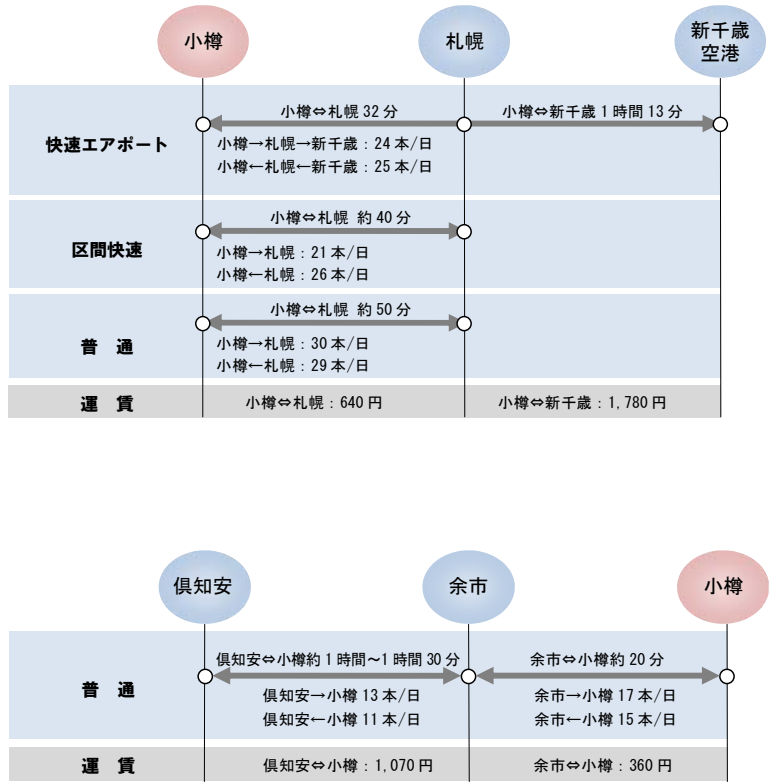 小樽
札幌
新千歳
空港
快速エアポート
小樽⇔札幌 32 分
小樽⇔新千歳 1 時間 13 分
小樽→札幌→新千歳：24 本/日
小樽←札幌←新千歳：25 本/日
区間快速
小樽⇔札幌 約 40 分
小樽→札幌：21 本/日
小樽←札幌：26 本/日
普　通
小樽⇔札幌 約 50 分
小樽→札幌：30 本/日
小樽←札幌：29 本/日
運　賃
小樽⇔札幌：640 円
小樽⇔新千歳：1,780 円
倶知安
余市
小樽
普　通
倶知安⇔小樽約 1 時間～1 時間 30 分
余市⇔小樽約 20 分
倶知安→小樽 13 本/日
倶知安←小樽 11 本/日
余市→小樽 17 本/日
余市←小樽 15 本/日
運　賃
倶知安⇔小樽：1,070 円
余市⇔小樽：360 円